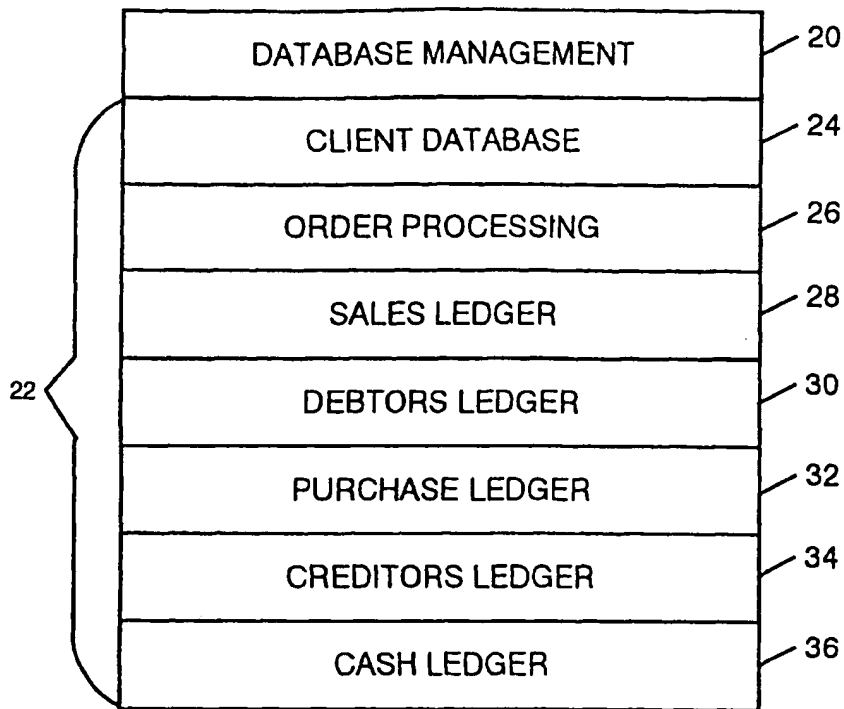 DATABASE MANAGEMENT 20
CLIENT DATABASE 24
ORDER PROCESSING 26
SALES LEDGER 28
22 DEBTORS LEDGER 30
PURCHASE LEDGER 32
CREDITORS LEDGER 34
CASH LEDGER 36